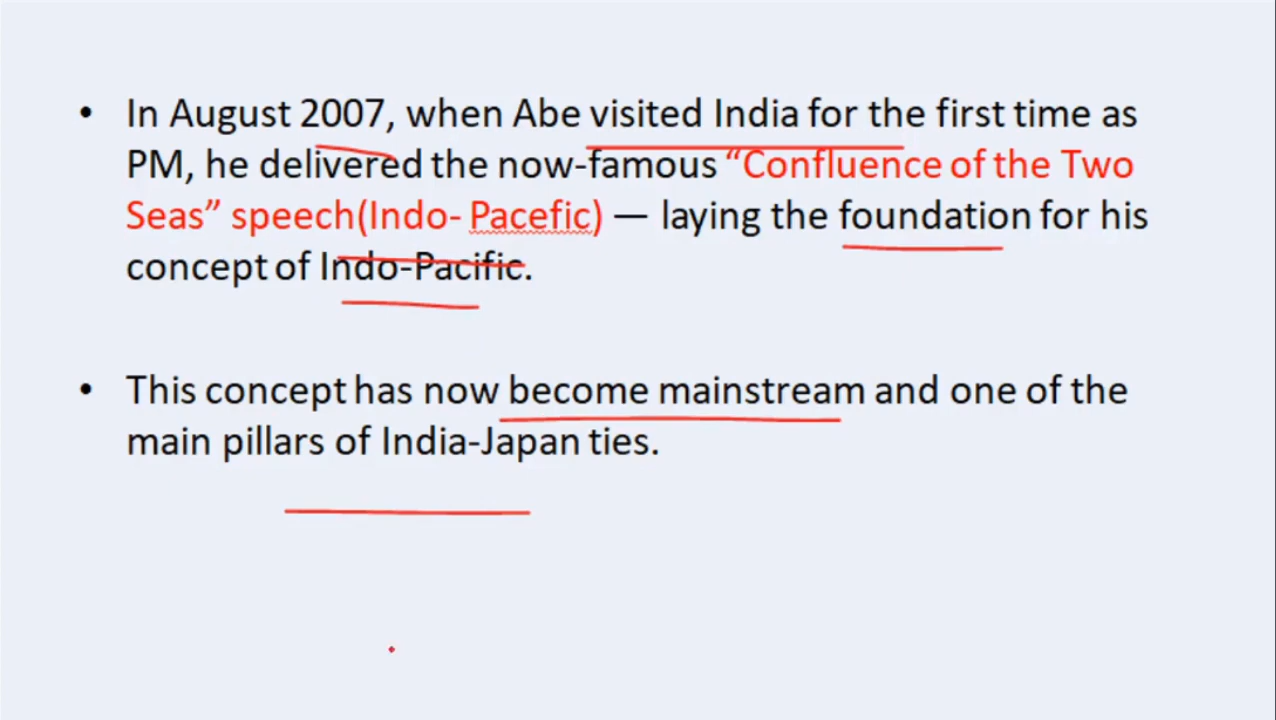 • In August 2007, when Abe visited India for the first time as
PM, he delivered the now-famous “Confluence of the Two
Seas” speech(Indo- Pacefic) — laying the foundation for his
concept of Indo-Pacific.
• This concept has now become mainstream and one of the
main pillars of India-Japan ties.